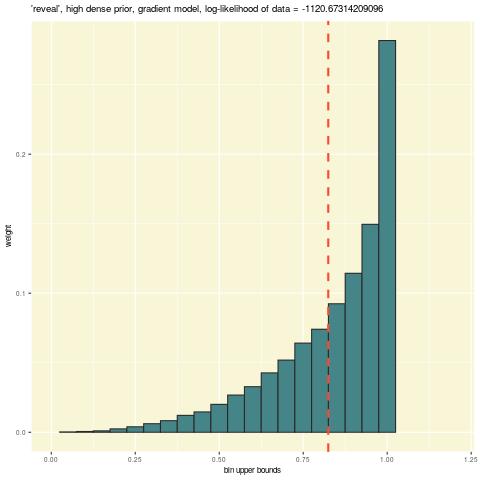 'reveal', high dense prior, gradient model, log-likelihood of data = -1120.67314209096
0.2
0.1
0.0
weight
0.00 0.25 0.50 0.75 1.00 1.25
bin upper bounds